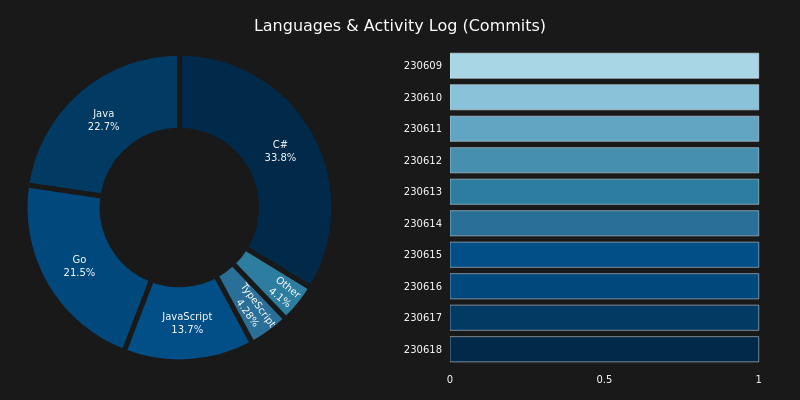 Languages & Activity Log (Commits)
Java
22.7%
C#
33.8%
Go
21.5%
JavaScript
13.7%
TypeScript
4.28%
Other
4.1%
230609
230610
230611
230612
230613
230614
230615
230616
230617
230618
0
0.5
1